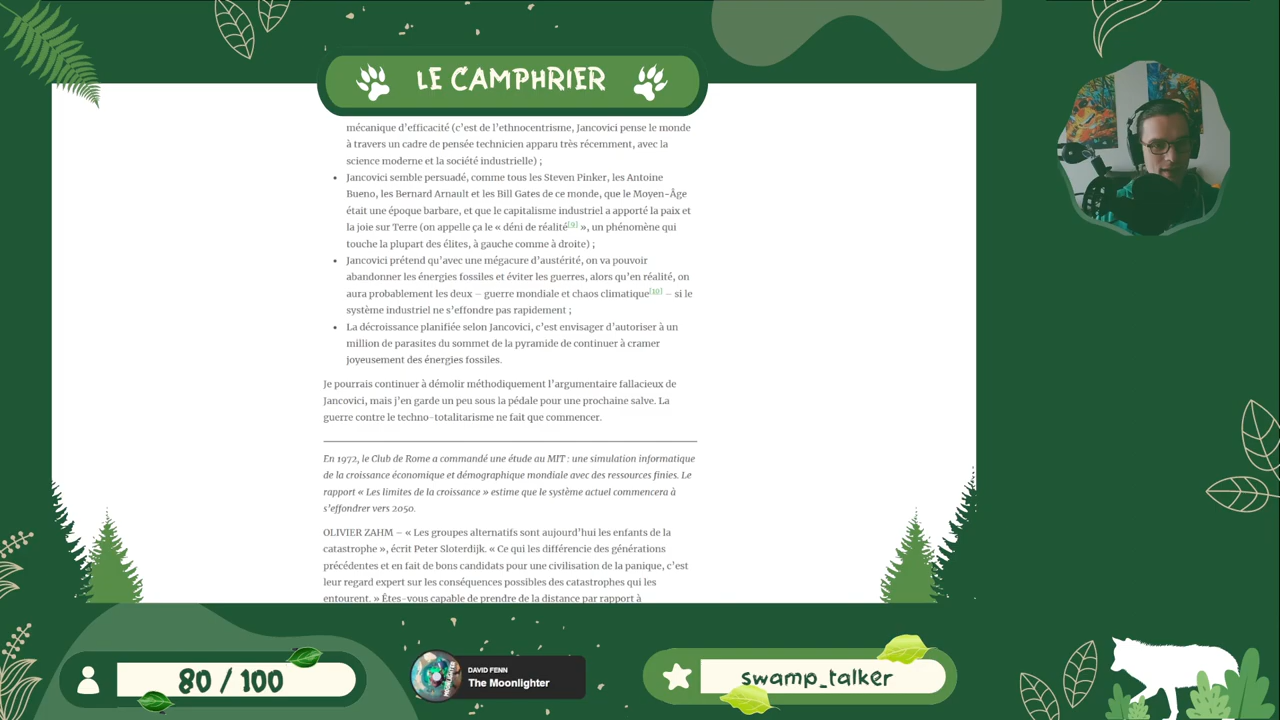 LE CAMPHRIER
mécanique d'efficacité (c'est de l'ethnocentrisme, Jancovici pense le monde
à travers un cadre de pensée technicien apparu très récemment, avec la
science moderne et la société industrielle) ;
• Jancovici semble persuadé, comme tous les Steven Pinker, les Antoine
Bueno, les Bernard Arnault et les Bill Gates de ce monde, que le Moyen-Âge
était une époque barbare, et que le capitalisme industriel a apporté la paix et
la joie sur Terre (on appelle ça le « déni de réalité[9] », un phénomène qui
touche la plupart des élites, à gauche comme à droite) ;
• Jancovici prétend qu'avec une mégacure d'austérité, on va pouvoir
abandonner les énergies fossiles et éviter les guerres, alors qu'en réalité, on
aura probablement les deux – guerre mondiale et chaos climatique[10] – si le
système industriel ne s'effondre pas rapidement ;
• La décroissance planifiée selon Jancovici, c'est envisager d'autoriser à un
million de parasites du sommet de la pyramide de continuer à cramer
joyeusement des énergies fossiles.
Je pourrais continuer à démolir méthodiquement l'argumentaire fallacieux de
Jancovici, mais j'en garde un peu sous la pédale pour une prochaine salve. La
guerre contre le techno-totalitarisme ne fait que commencer.
En 1972, le Club de Rome a commandé une étude au MIT : une simulation informatique
de la croissance économique et démographique mondiale avec des ressources finies. Le
rapport « Les limites de la croissance » estime que le système actuel commencera à
s'effondrer vers 2050.
OLIVIER ZAHM – « Les groupes alternatifs sont aujourd'hui les enfants de la
catastrophe », écrit Peter Sloterdijk. « Ce qui les différencie des générations
précédentes et en fait de bons candidats pour une civilisation de la panique, c'est
leur regard expert sur les conséquences possibles des catastrophes qui les
entourent. » Êtes-vous capable de prendre de la distance par rapport à
80 / 100
DAVID FENN
The Moonlighter
swamp_talker